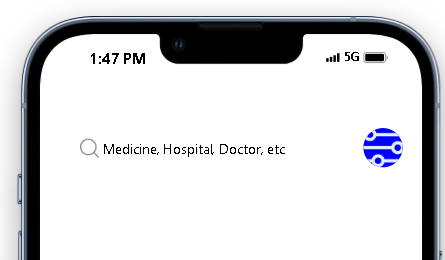 1:47 PM 5G
Medicine, Hospital, Doctor, etc